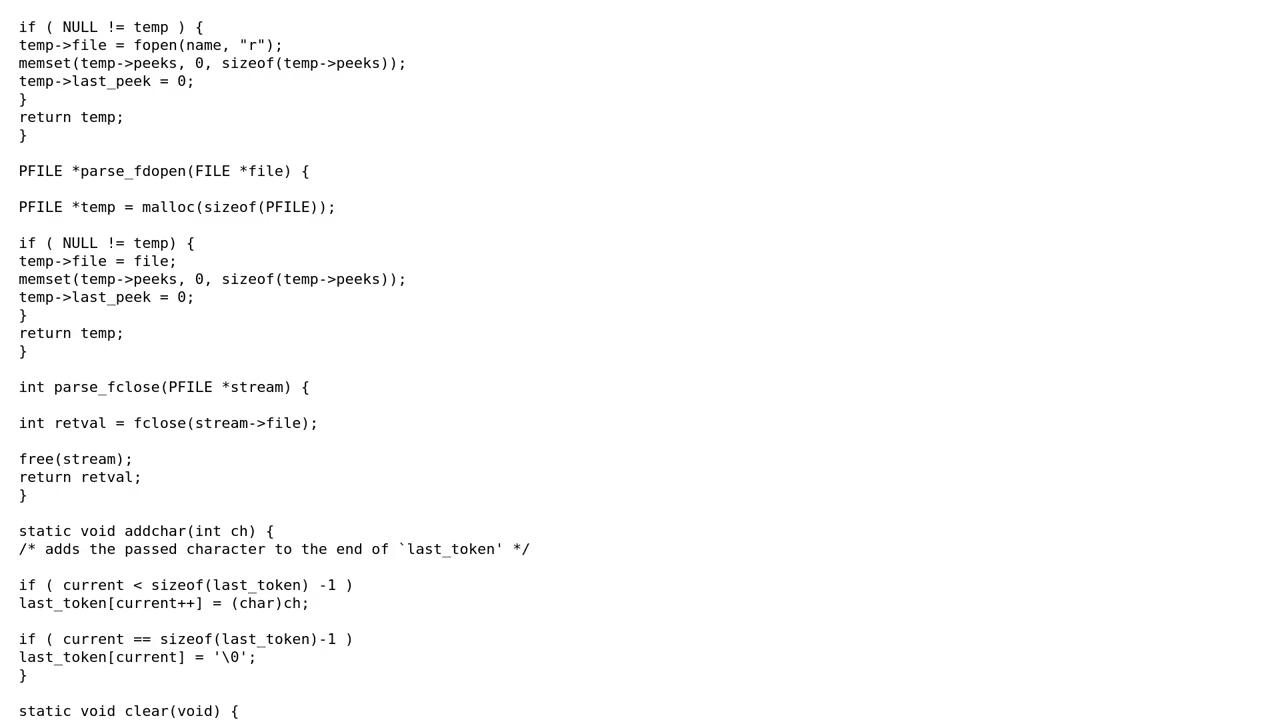 if ( NULL != temp ) {
temp->file = fopen(name, "r");
memset(temp->peeks, 0, sizeof(temp->peeks));
temp->last_peek = 0;
}
return temp;
}

PFILE *parse_fdopen(FILE *file) {

PFILE *temp = malloc(sizeof(PFILE));

if ( NULL != temp) {
temp->file = file;
memset(temp->peeks, 0, sizeof(temp->peeks));
temp->last_peek = 0;
}
return temp;
}

int parse_fclose(PFILE *stream) {

int retval = fclose(stream->file);

free(stream);
return retval;
}

static void addchar(int ch) {
/* adds the passed character to the end of `last_token' */

if ( current < sizeof(last_token) -1 )
last_token[current++] = (char)ch;

if ( current == sizeof(last_token)-1 )
last_token[current] = '\0';
}

static void clear(void) {